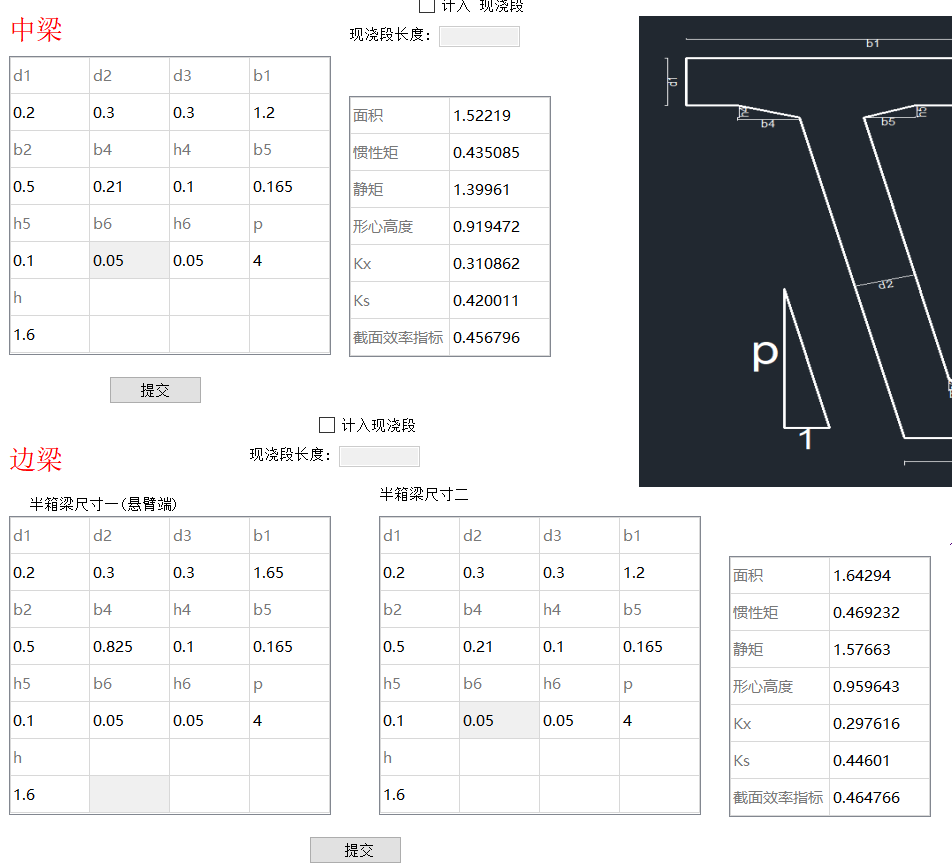 计入 现浇段
中梁
现浇段长度：
d1 d2 d3 b1
0.2 0.3 0.3 1.2
b2 b4 h4 b5
0.5 0.21 0.1 0.165
h5 b6 h6 p
0.1 0.05 0.05 4
h
1.6
面积 1.52219
惯性矩 0.435085
静矩 1.39961
形心高度 0.919472
Kx 0.310862
Ks 0.420011
截面效率指标 0.456796
提交
b1
d1
b4
b5
d2
p
1
计入现浇段
边梁
现浇段长度：
半箱梁尺寸一(悬臂端)
d1 d2 d3 b1
0.2 0.3 0.3 1.65
b2 b4 h4 b5
0.5 0.825 0.1 0.165
h5 b6 h6 p
0.1 0.05 0.05 4
h
1.6
半箱梁尺寸二
d1 d2 d3 b1
0.2 0.3 0.3 1.2
b2 b4 h4 b5
0.5 0.21 0.1 0.165
h5 b6 h6 p
0.1 0.05 0.05 4
h
1.6
面积 1.64294
惯性矩 0.469232
静矩 1.57663
形心高度 0.959643
Kx 0.297616
Ks 0.44601
截面效率指标 0.464766
提交